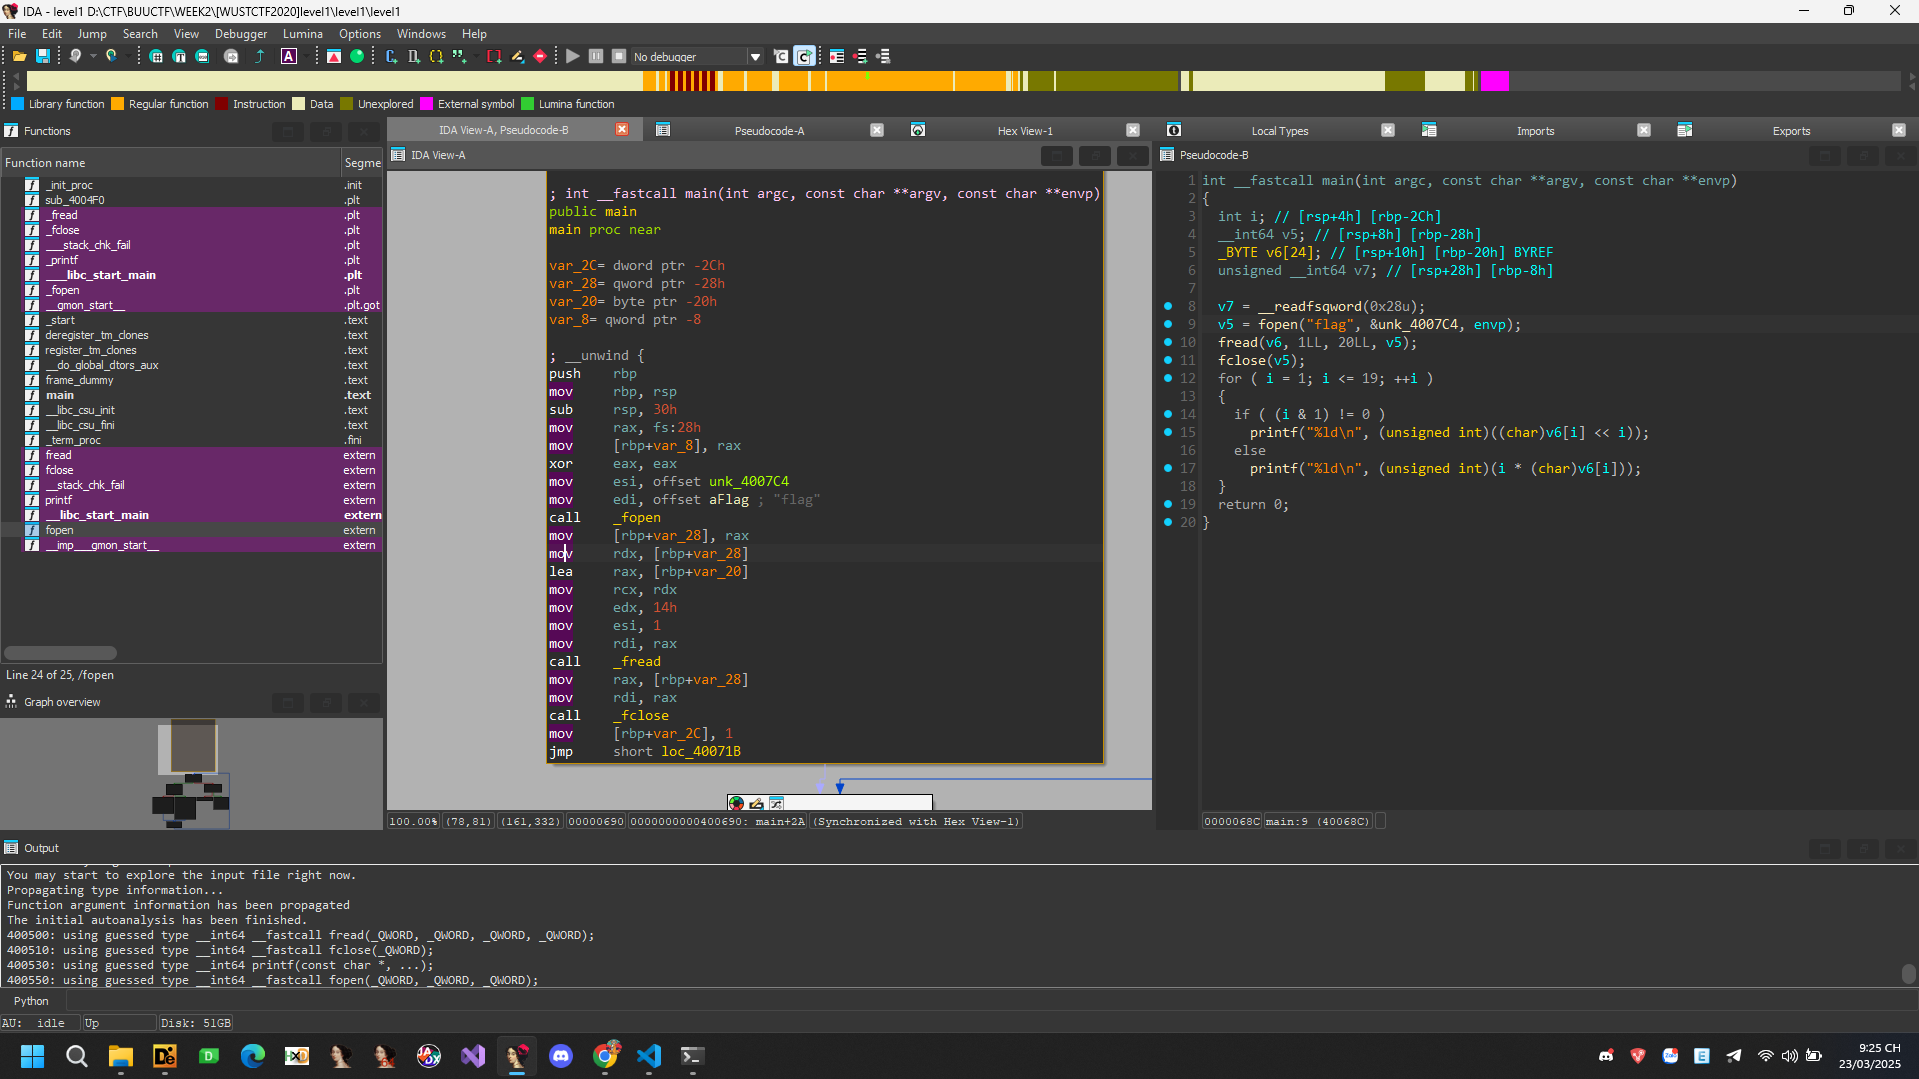 IDA - level1 D:\CTF\BUUCTF\WEEK2\[WUSTCTF2020]level1\level1\level1
File Edit Jump Search View Debugger Lumina Options Windows Help
No debugger
Library function Regular function Instruction Data Unexplored External symbol Lumina function
Functions
Function name Segme
_init_proc .init
sub_4004F0 .plt
_fread .plt
_fclose .plt
___stack_chk_fail .plt
_printf .plt
___libc_start_main .plt
_fopen .plt
__gmon_start__ .plt.got
_start .text
deregister_tm_clones .text
register_tm_clones .text
__do_global_dtors_aux .text
frame_dummy .text
main .text
__libc_csu_init .text
__libc_csu_fini .text
_term_proc .fini
fread extern
fclose extern
__stack_chk_fail extern
printf extern
__libc_start_main extern
fopen extern
__imp___gmon_start__ extern
Line 24 of 25, /fopen
Graph overview
IDA View-A, Pseudocode-B Pseudocode-A Hex View-1 Local Types Imports Exports
IDA View-A
; int __fastcall main(int argc, const char **argv, const char **envp)
public main
main proc near
var_2C= dword ptr -2Ch
var_28= qword ptr -28h
var_20= byte ptr -20h
var_8= qword ptr -8
; __unwind {
push rbp
mov rbp, rsp
sub rsp, 30h
mov rax, fs:28h
mov [rbp+var_8], rax
xor eax, eax
mov esi, offset unk_4007C4
mov edi, offset aFlag ; "flag"
call _fopen
mov [rbp+var_28], rax
mov rdx, [rbp+var_28]
lea rax, [rbp+var_20]
mov rcx, rdx
mov edx, 14h
mov esi, 1
mov rdi, rax
call _fread
mov rax, [rbp+var_28]
mov rdi, rax
call _fclose
mov [rbp+var_2C], 1
jmp short loc_40071B
100.00% (78,81) (161,332) 00000690 0000000000400690: main+2A (Synchronized with Hex View-1)
Pseudocode-B
1 int __fastcall main(int argc, const char **argv, const char **envp)
2 {
3 int i; // [rsp+4h] [rbp-2Ch]
4 __int64 v5; // [rsp+8h] [rbp-28h]
5 _BYTE v6[24]; // [rsp+10h] [rbp-20h] BYREF
6 unsigned __int64 v7; // [rsp+28h] [rbp-8h]
7
8 v7 = __readfsqword(0x28u);
9 v5 = fopen("flag", &unk_4007C4, envp);
10 fread(v6, 1LL, 20LL, v5);
11 fclose(v5);
12 for ( i = 1; i <= 19; ++i )
13 {
14 if ( (i & 1) != 0 )
15 printf("%ld\n", (unsigned int)((char)v6[i] << i));
16 else
17 printf("%ld\n", (unsigned int)(i * (char)v6[i]));
18 }
19 return 0;
20 }
0000068C main:9 (40068C)
Output
You may start to explore the input file right now.
Propagating type information...
Function argument information has been propagated
The initial autoanalysis has been finished.
400500: using guessed type __int64 __fastcall fread(_QWORD, _QWORD, _QWORD, _QWORD);
400510: using guessed type __int64 __fastcall fclose(_QWORD);
400530: using guessed type __int64 printf(const char *, ...);
400550: using guessed type __int64 __fastcall fopen(_QWORD, _QWORD, _QWORD);
Python
AU: idle Up Disk: 51GB
9:25 CH
23/03/2025